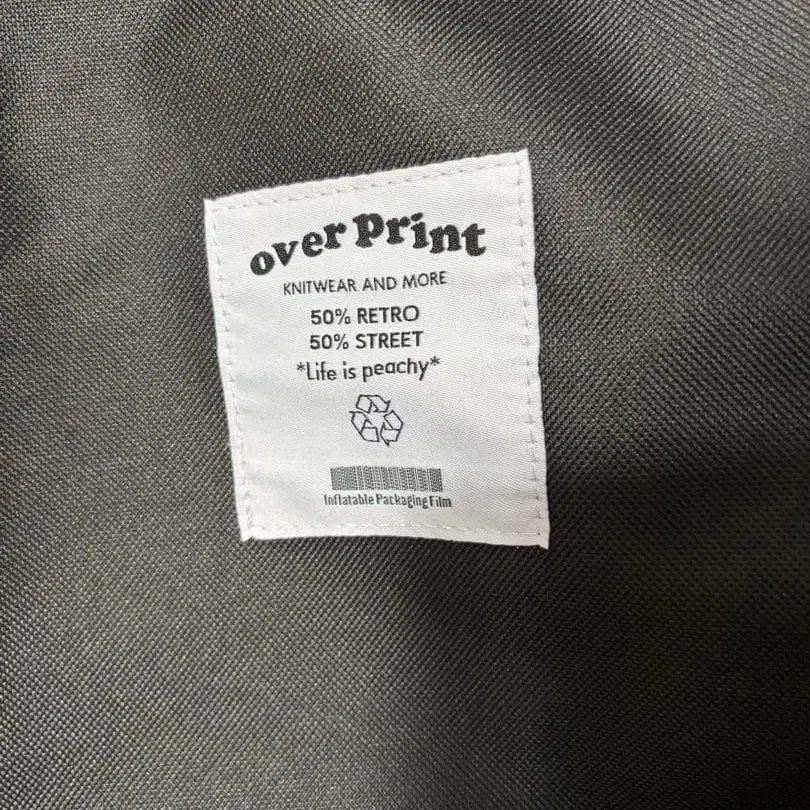 over Print
KNITWEAR AND MORE
50% RETRO
50% STREET
*Life is peachy*
Inflatable Packaging Film